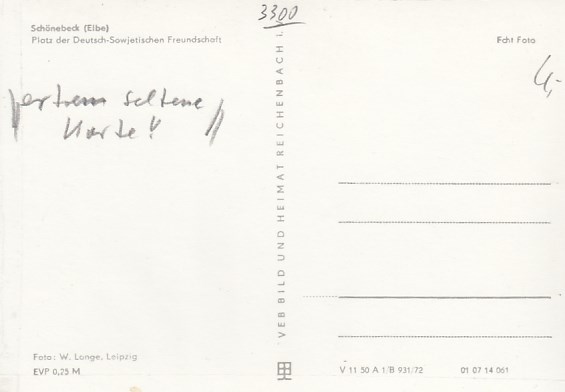 3300
Schönebeck (Elbe)
Platz der Deutsch-Sowjetischen Freundschaft
Echt Foto
4,-
extrem seltene
Karte!
VEB BILD UND HEIMAT REICHENBACH i.
Foto: W. Lange, Leipzig
EVP 0,25 M
V 11 50 A 1/B 931/72
01 07 14 061